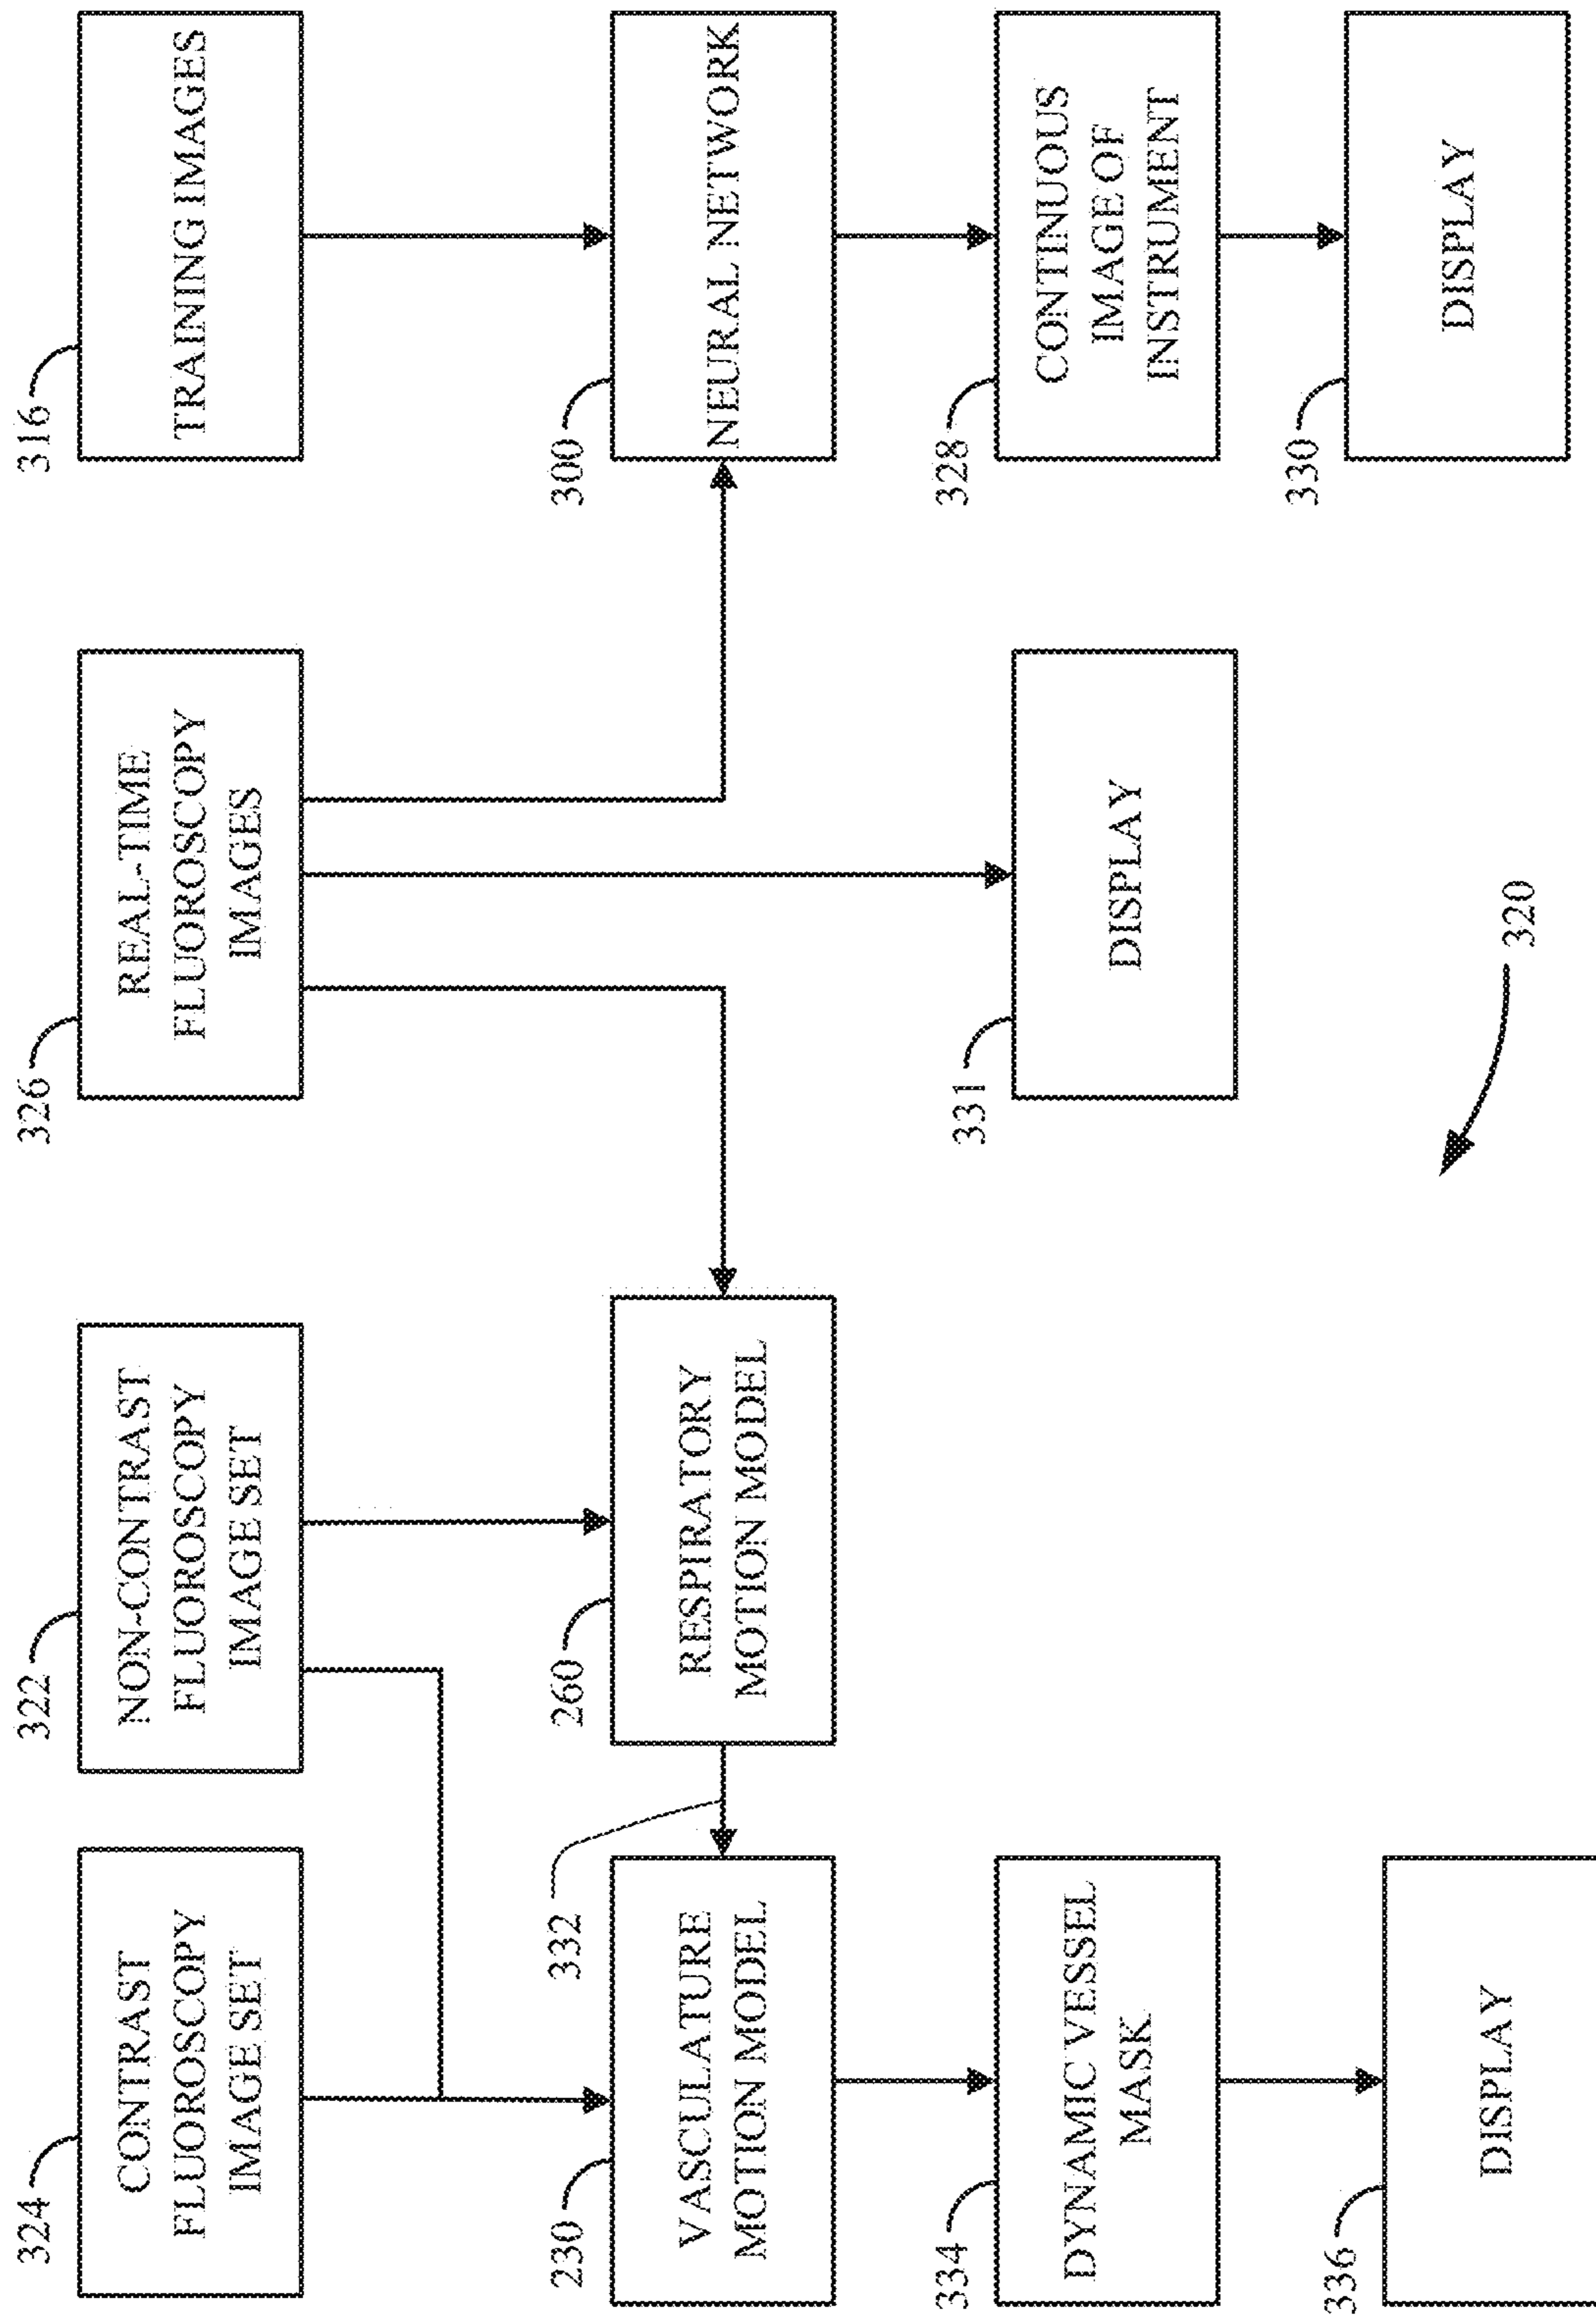 324
CONTRAST
FLUOROSCOPY
IMAGE SET
322
NON-CONTRAST
FLUOROSCOPY
IMAGE SET
326
REAL-TIME
FLUOROSCOPY
IMAGES
316
TRAINING IMAGES
230
VASCULATURE
MOTION MODEL
332
260
RESPIRATORY
MOTION MODEL
300
NEURAL NETWORK
334
DYNAMIC VESSEL
MASK
331
DISPLAY
328
CONTINUOUS
IMAGE OF
INSTRUMENT
336
DISPLAY
320
330
DISPLAY